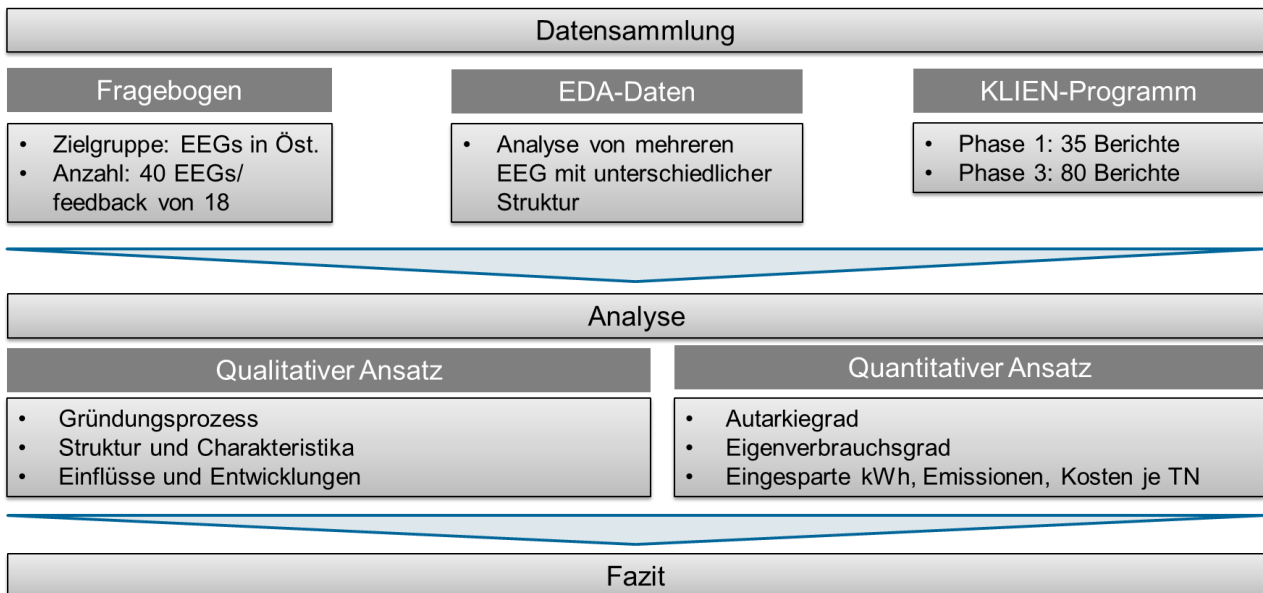 Datensammlung
Fragebogen
• Zielgruppe: EEGs in Öst.
• Anzahl: 40 EEGs/
feedback von 18
EDA-Daten
• Analyse von mehreren
EEG mit unterschiedlicher
Struktur
KLIEN-Programm
• Phase 1: 35 Berichte
• Phase 3: 80 Berichte
Analyse
Qualitativer Ansatz
• Gründungsprozess
• Struktur und Charakteristika
• Einflüsse und Entwicklungen
Quantitativer Ansatz
• Autarkiegrad
• Eigenverbrauchsgrad
• Eingesparte kWh, Emissionen, Kosten je TN
Fazit